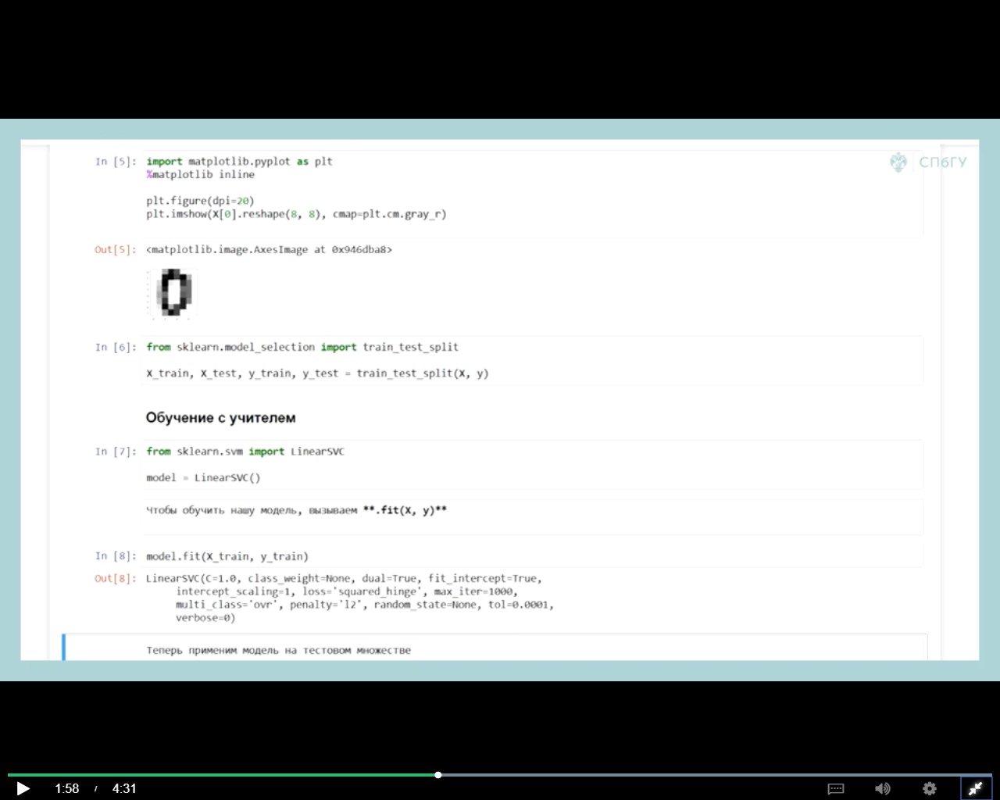 In [5]: import matplotlib.pyplot as plt
%matplotlib inline
plt.figure(dpi=20)
plt.imshow(X[0].reshape(8, 8), cmap=plt.cm.gray_r)
СПбГУ
Out[5]: <matplotlib.image.AxesImage at 0x946dba8>
In [6]: from sklearn.model_selection import train_test_split
X_train, X_test, y_train, y_test = train_test_split(X, y)
Обучение с учителем
In [7]: from sklearn.svm import LinearSVC
model = LinearSVC()
Чтобы обучить нашу модель, вызываем **.fit(X, y)**
In [8]: model.fit(X_train, y_train)
Out[8]: LinearSVC(C=1.0, class_weight=None, dual=True, fit_intercept=True,
intercept_scaling=1, loss='squared_hinge', max_iter=1000,
multi_class='ovr', penalty='l2', random_state=None, tol=0.0001,
verbose=0)
Теперь применим модель на тестовом множестве
1:58 / 4:31